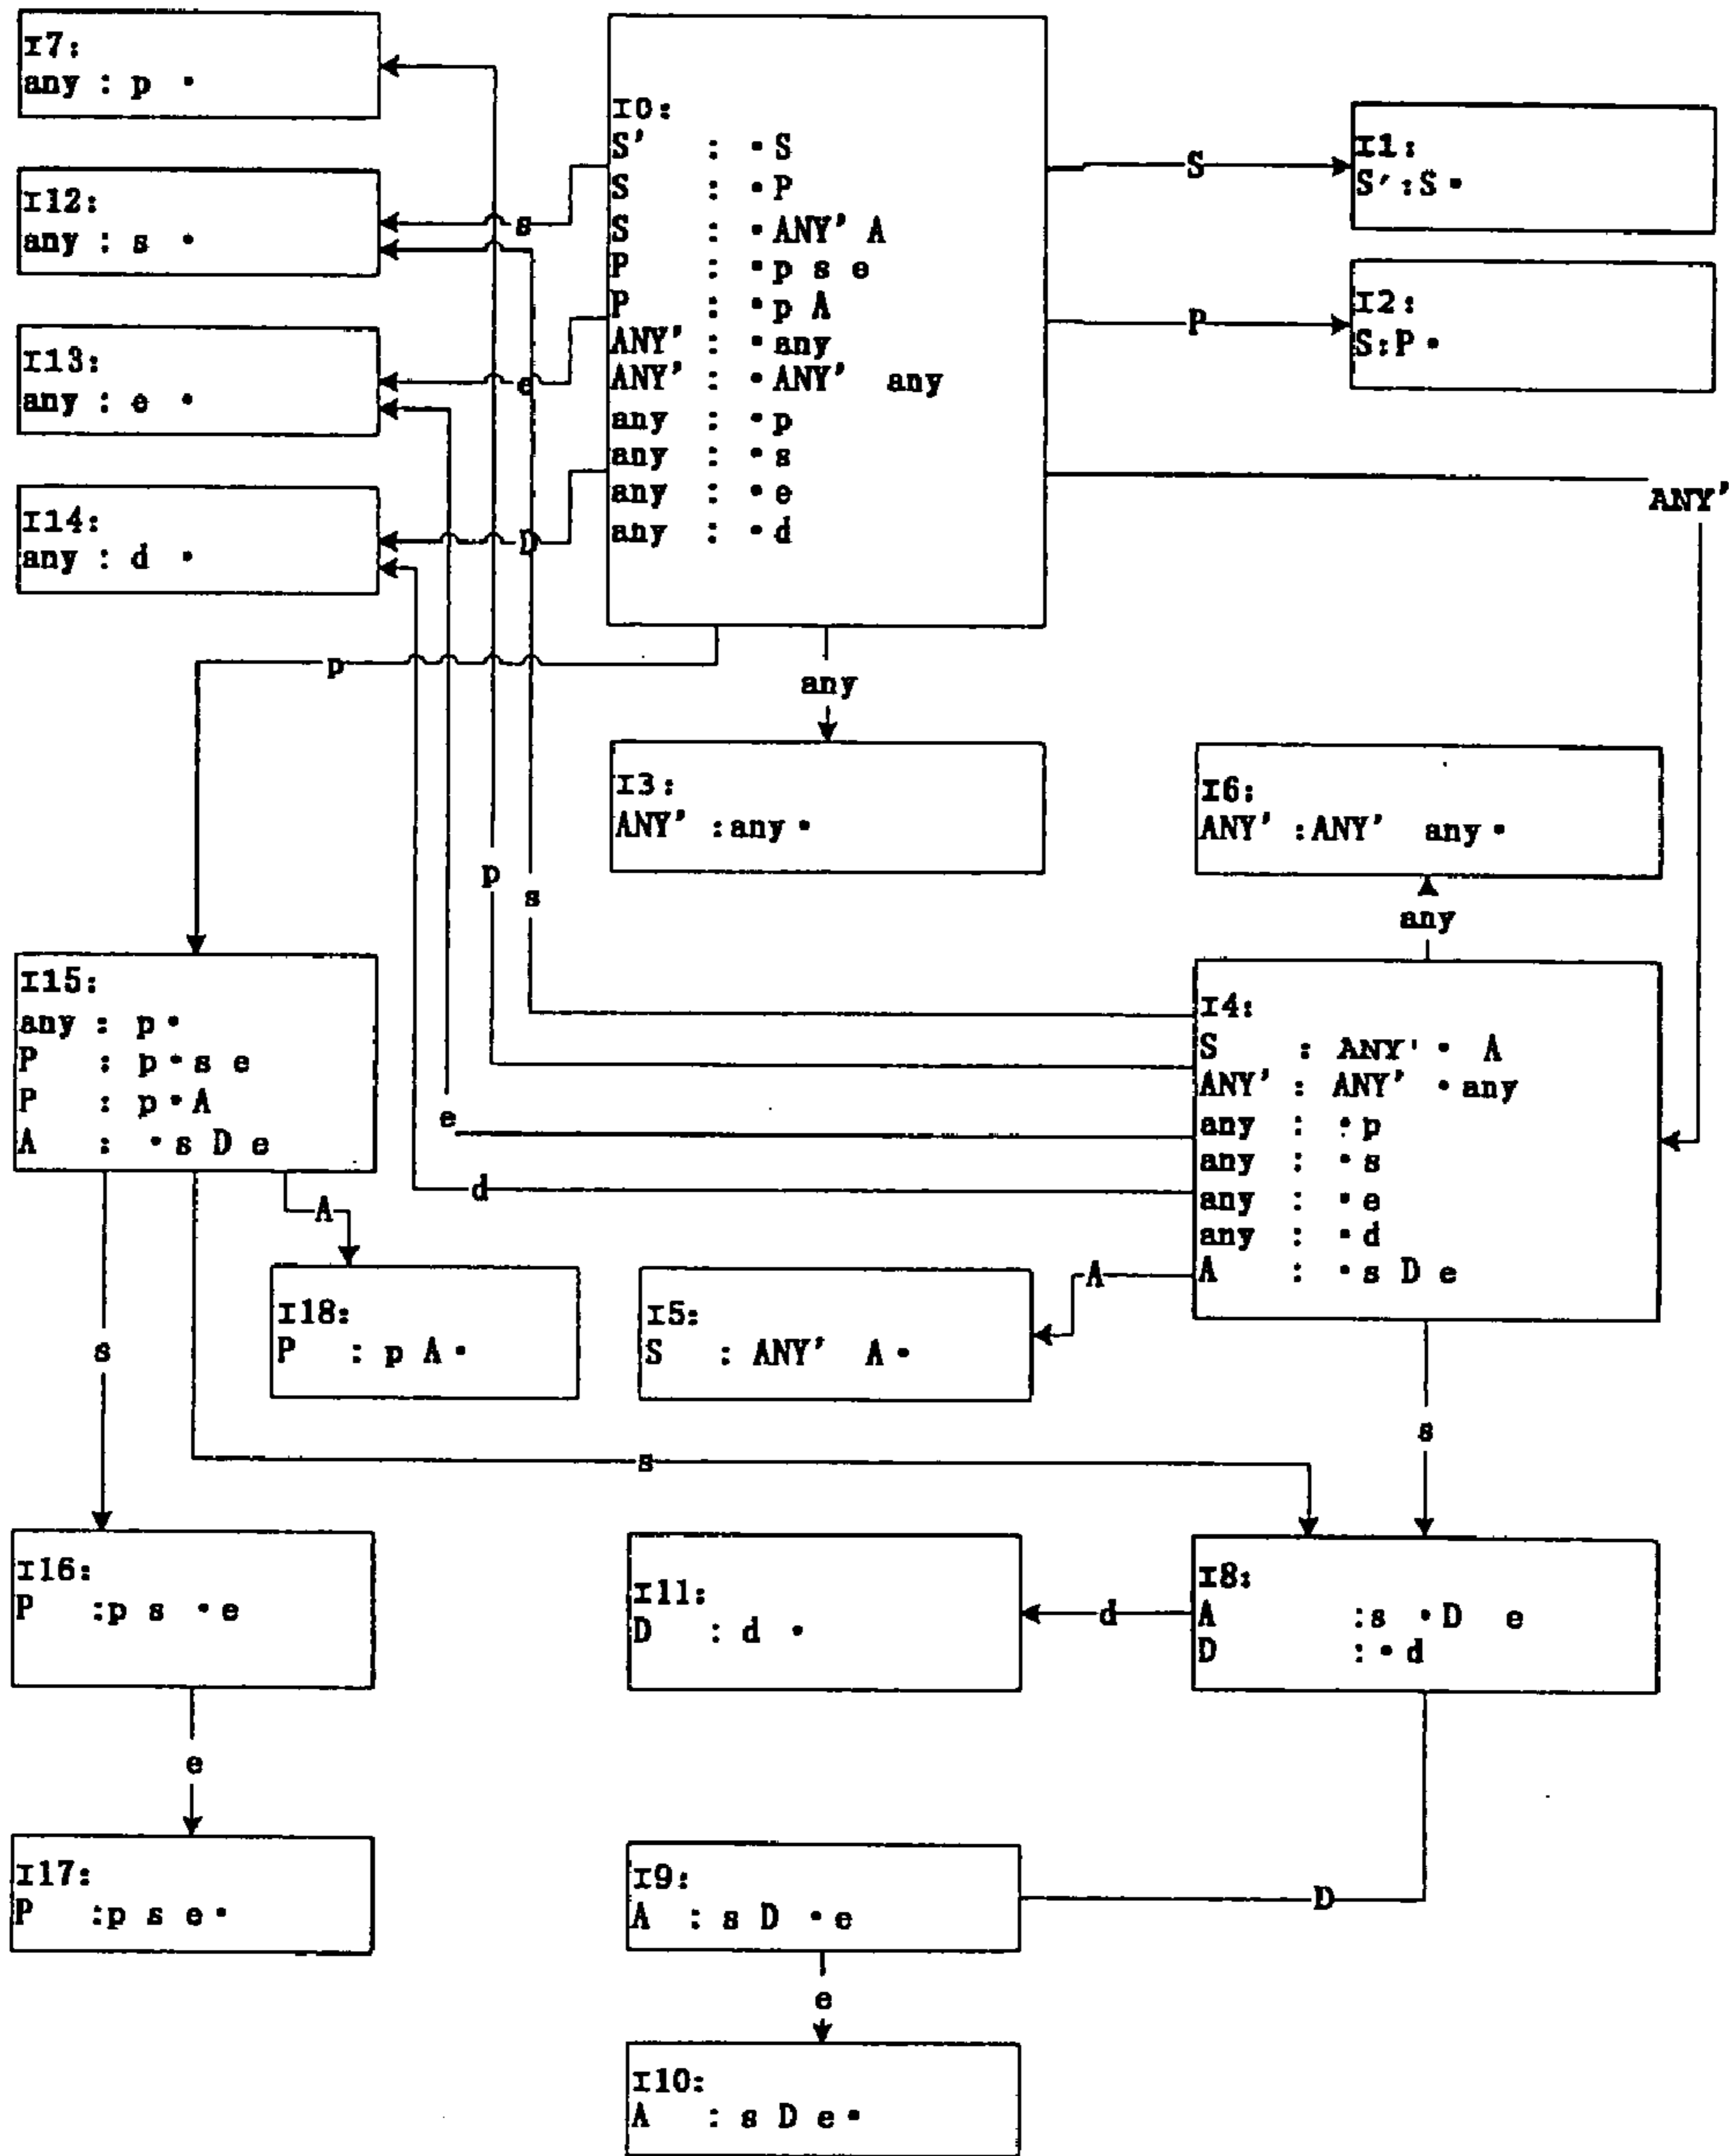 I7:
any : p •
I12:
any : s •
I13:
any : e •
I14:
any : d •
I0:
S' : •S
S : •P
S : •ANY' A
P : •p s e
P : •p A
ANY' : •any
ANY' : •ANY' any
any : •p
any : •s
any : •e
any : •d
I1:
S':S•
I2:
S:P•
s
e
D
S
P
ANY'
p
any
I3:
ANY' :any•
I6:
ANY' :ANY' any•
p
s
any
e
d
I15:
any : p•
P : p•s e
P : p•A
A : •s D e
I4:
S : ANY'• A
ANY' : ANY' •any
any : •p
any : •s
any : •e
any : •d
A : •s D e
A
A
I18:
P : p A•
I5:
S : ANY' A•
s
s
s
I16:
P :p s •e
I11:
D : d •
d
I8:
A :s •D e
D :•d
e
I17:
P :p s e•
I9:
A : s D •e
D
e
I10:
A : s D e•